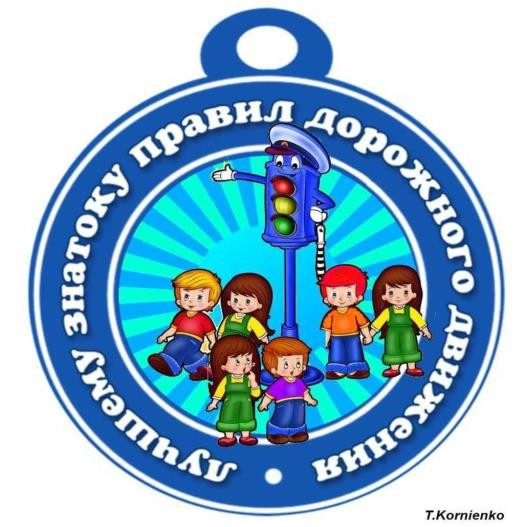 лучшему знатоку правил дорожного движения
T.Kornienko